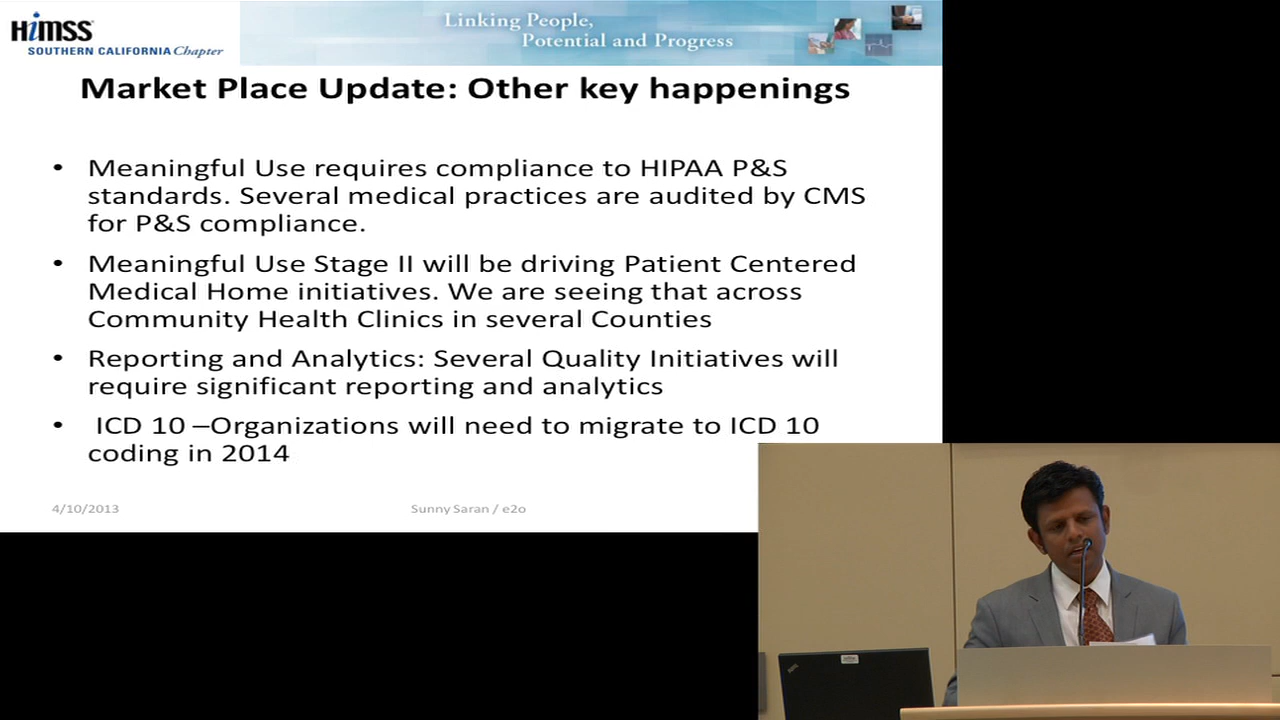 HiMSS
SOUTHERN CALIFORNIA Chapter
Linking People,
Potential and Progress
Market Place Update: Other key happenings
• Meaningful Use requires compliance to HIPAA P&S
standards. Several medical practices are audited by CMS
for P&S compliance.
• Meaningful Use Stage II will be driving Patient Centered
Medical Home initiatives. We are seeing that across
Community Health Clinics in several Counties
• Reporting and Analytics: Several Quality Initiatives will
require significant reporting and analytics
• ICD 10 –Organizations will need to migrate to ICD 10
coding in 2014
4/10/2013
Sunny Saran / e2o